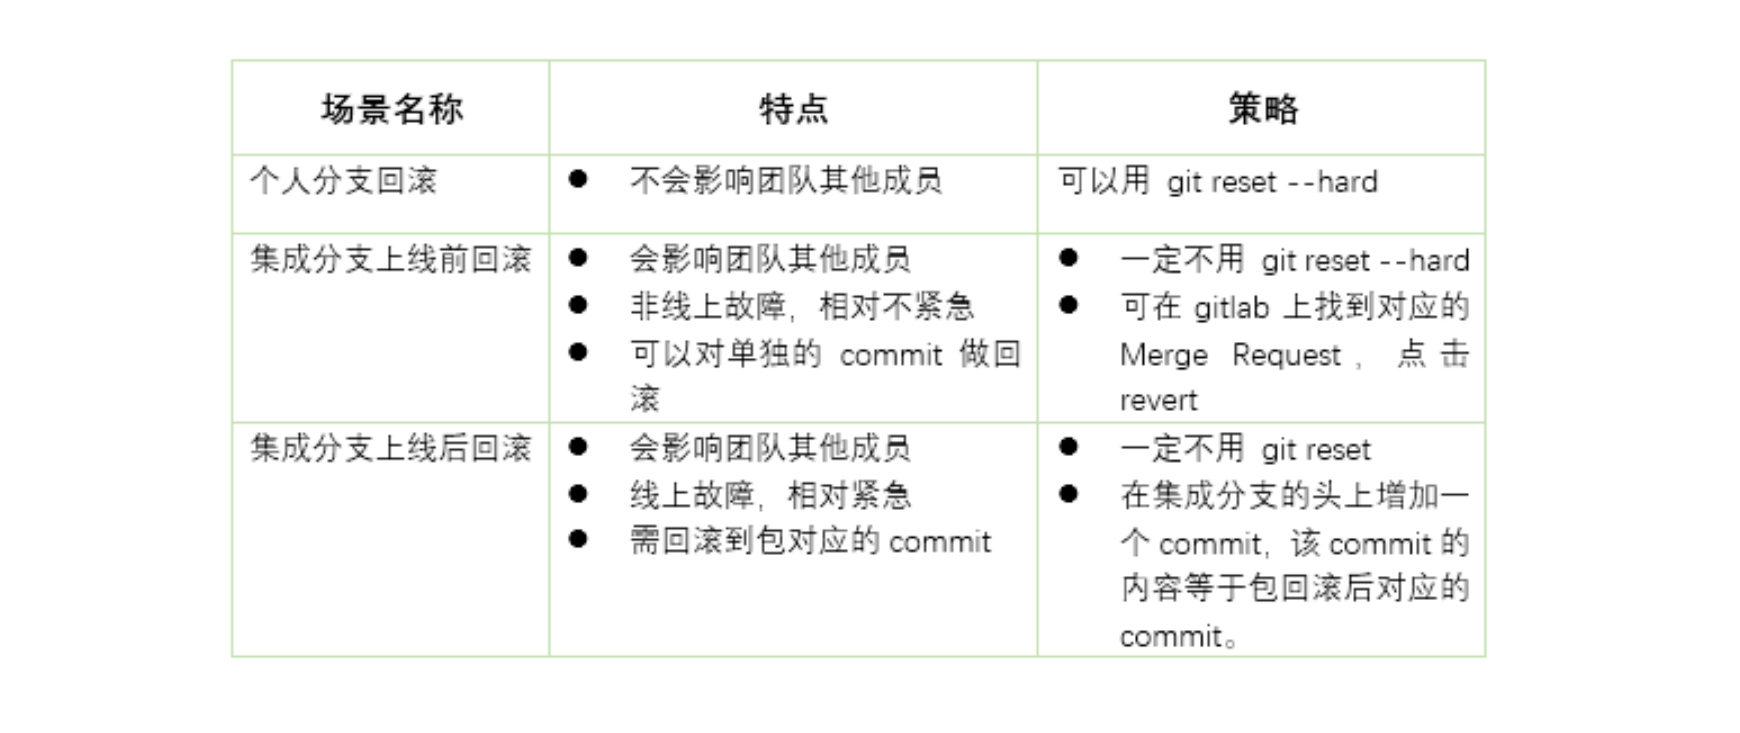 场景名称
特点
策略
个人分支回滚
● 不会影响团队其他成员
可以用 git reset --hard
集成分支上线前回滚
● 会影响团队其他成员
● 非线上故障，相对不紧急
● 可以对单独的 commit 做回
滚
● 一定不用 git reset --hard
● 可在 gitlab 上找到对应的
Merge Request，点击
revert
集成分支上线后回滚
● 会影响团队其他成员
● 线上故障，相对紧急
● 需回滚到包对应的 commit
● 一定不用 git reset
● 在集成分支的头上增加一
个 commit，该 commit 的
内容等于包回滚后对应的
commit。